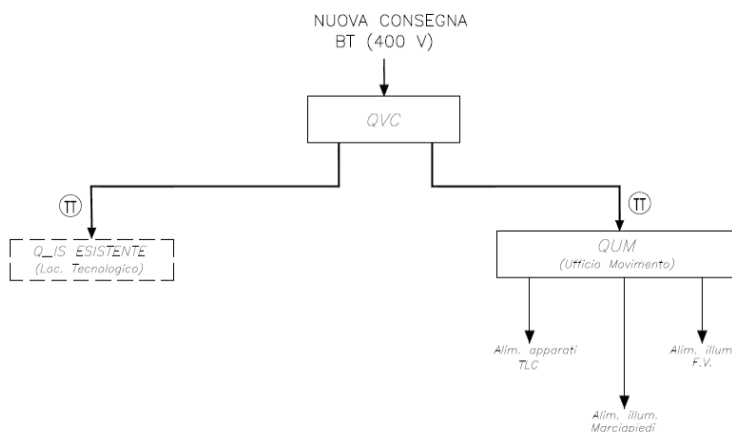 NUOVA CONSEGNA
BT (400 V)
QVC
TT
TT
Q_IS ESISTENTE
(Loc. Tecnologico)
QUM
(Ufficio Movimento)
Alim. apparati
TLC
Alim. illum.
F.V.
Alim. illum.
Marciapiedi